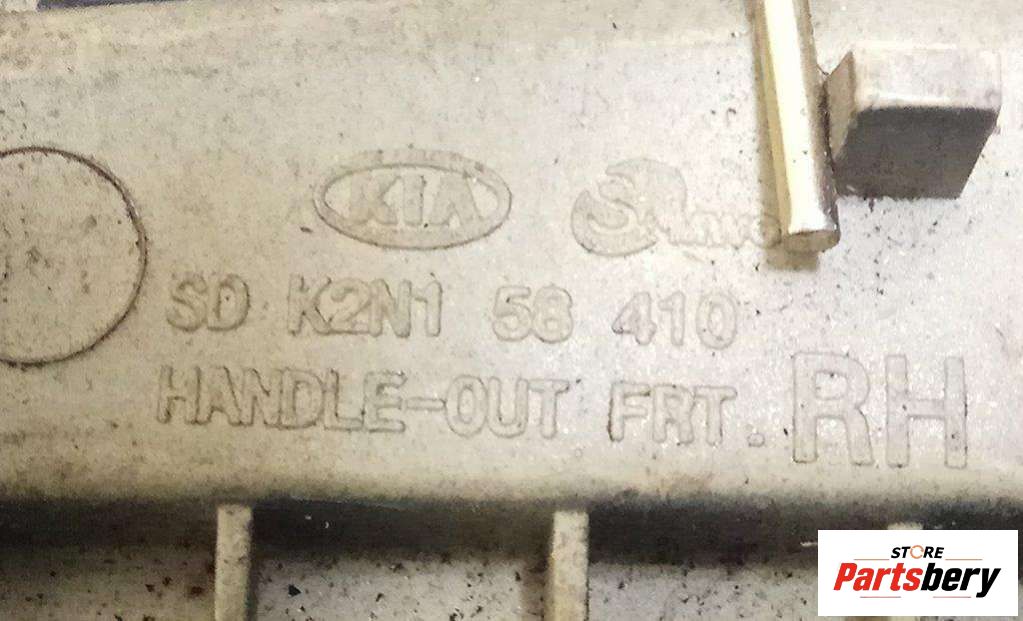 KIA
SD K2N1 58 410
HANDLE-OUT FRT. RH
STORE
Partsbery